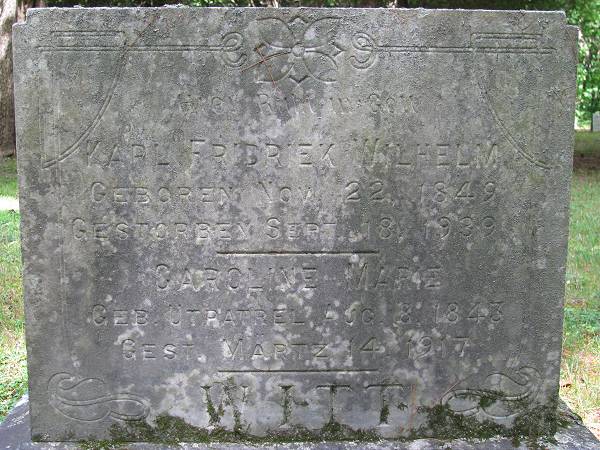 KARL FRIDRIEK WILHELM
GEBOREN NOV. 22, 1849
GESTORBEN SEPT. 18, 1939
CAROLINE MARIE
GEB. UTPATREL AUG. 8 1843
GEST. MÄRTZ 14, 1917
WITT